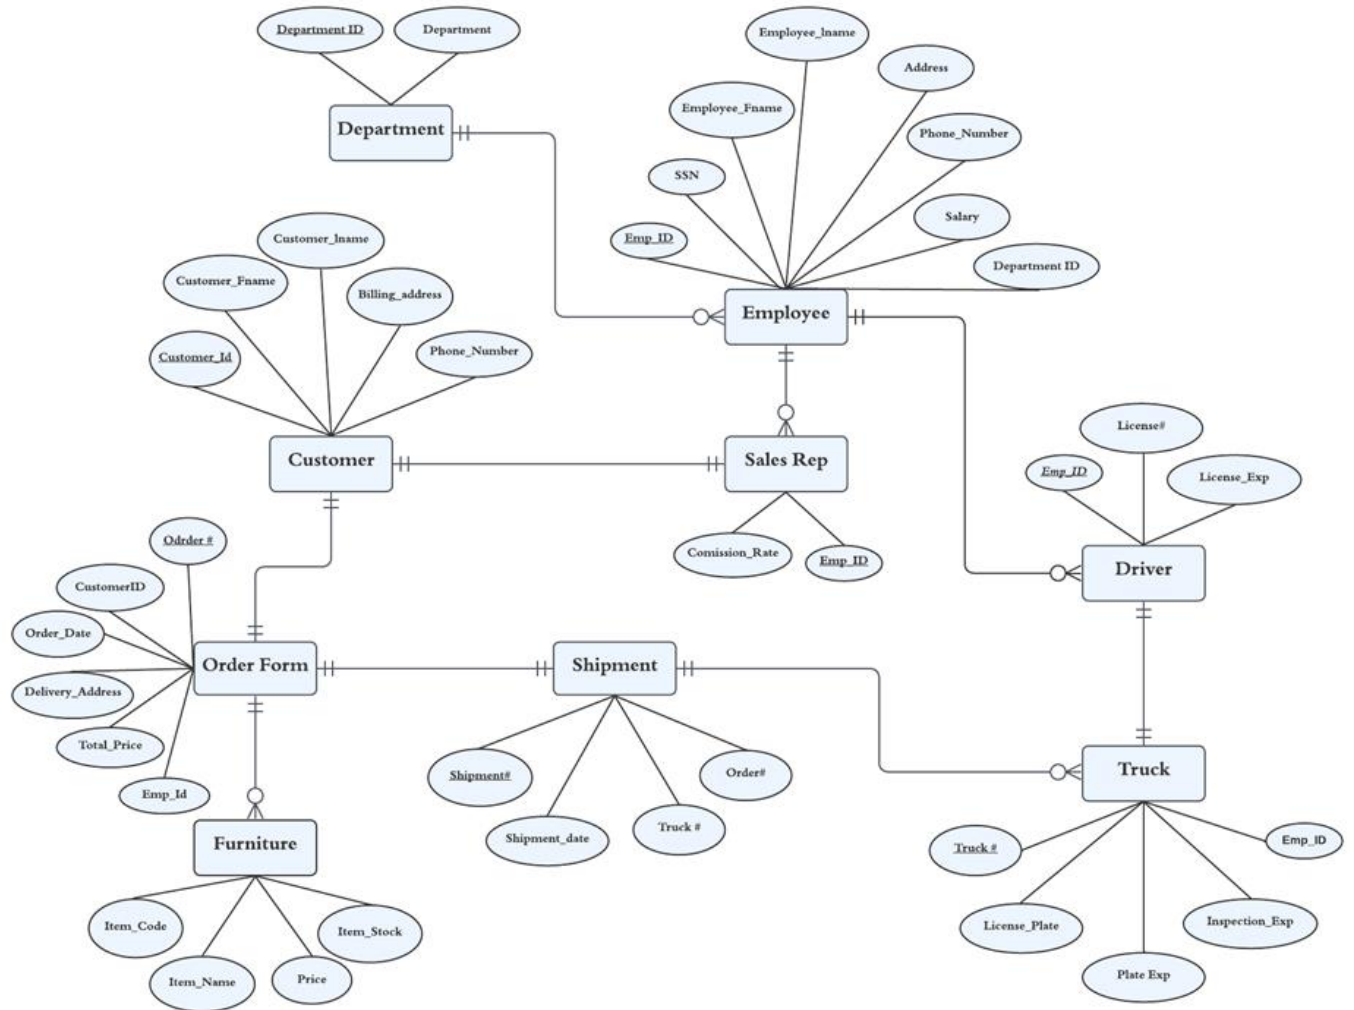 Department ID
Department
Department
Employee_lname
Address
Employee_Fname
Phone_Number
SSN
Salary
Emp_ID
Department ID
Employee
Customer_lname
Customer_Fname
Billing_address
Customer_Id
Phone_Number
Customer
Sales Rep
Comission_Rate
Emp_ID
License#
Emp_ID
License_Exp
Driver
Odrder #
CustomerID
Order_Date
Delivery_Address
Total_Price
Emp_Id
Order Form
Shipment
Shipment#
Shipment_date
Truck #
Order#
Truck
Truck #
License_Plate
Plate Exp
Inspection_Exp
Emp_ID
Furniture
Item_Code
Item_Name
Price
Item_Stock